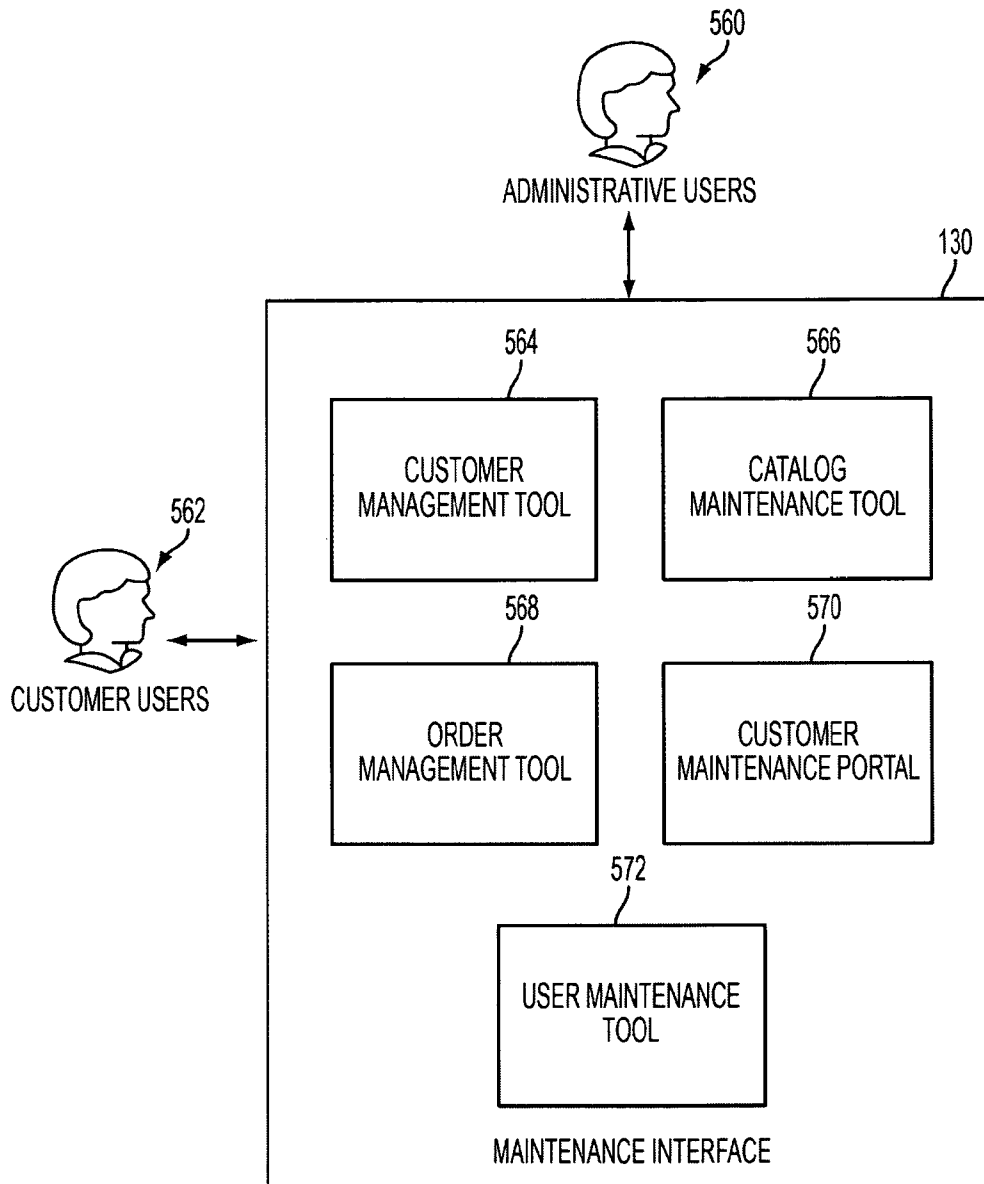 560
ADMINISTRATIVE USERS
130
564
566
CUSTOMER
MANAGEMENT TOOL
CATALOG
MAINTENANCE TOOL
562
CUSTOMER USERS
568
570
ORDER
MANAGEMENT TOOL
CUSTOMER
MAINTENANCE PORTAL
572
USER MAINTENANCE
TOOL
MAINTENANCE INTERFACE